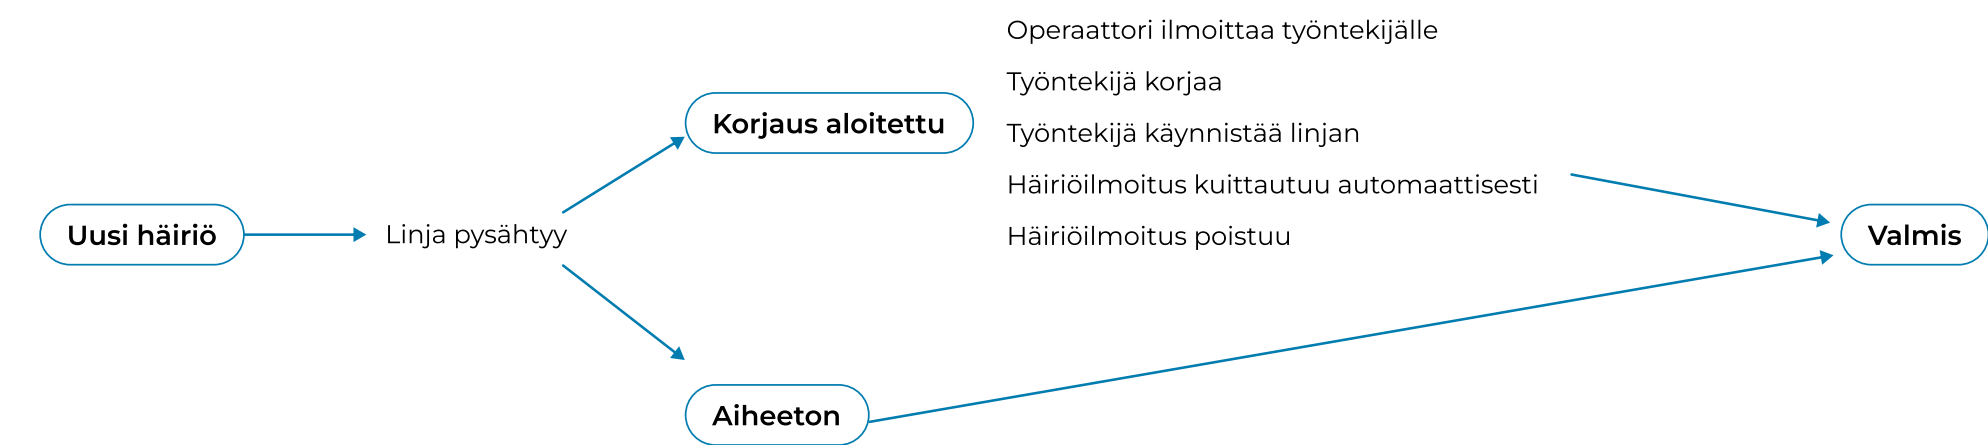 Uusi häiriö
Linja pysähtyy
Korjaus aloitettu
Operaattori ilmoittaa työntekijälle
Työntekijä korjaa
Työntekijä käynnistää linjan
Häiriöilmoitus kuittautuu automaattisesti
Häiriöilmoitus poistuu
Aiheeton
Valmis